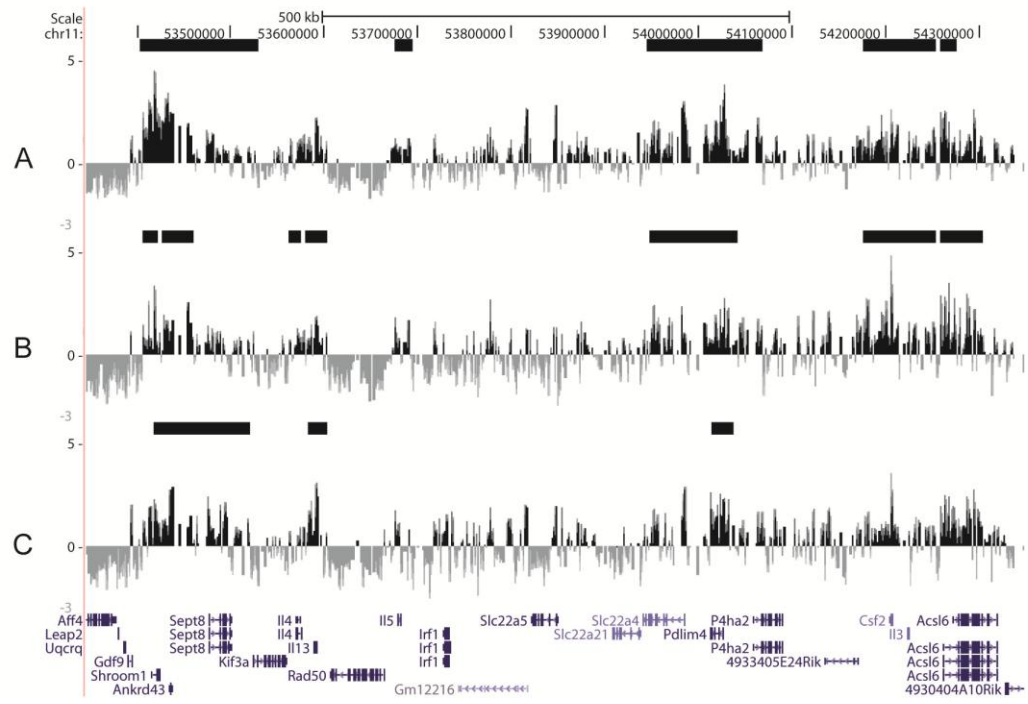 Scale 500 kb
chr11: 53500000 53600000 53700000 53800000 53900000 54000000 54100000 54200000 54300000
5
A
0
-3
5
B
0
-3
5
C
0
-3
Aff4 Sept8 Il4 Il5 Slc22a5 Slc22a4 P4ha2 Csf2 Acsl6
Leap2 Sept8 Il4 Irf1 Slc22a21 Pdlim4 Il3
Uqcrq Sept8 Il13 Irf1 P4ha2 Acsl6
Gdf9 Kif3a Irf1 4933405E24Rik Acsl6
Shroom1 Rad50 Acsl6
Ankrd43 Gm12216 4930404A10Rik